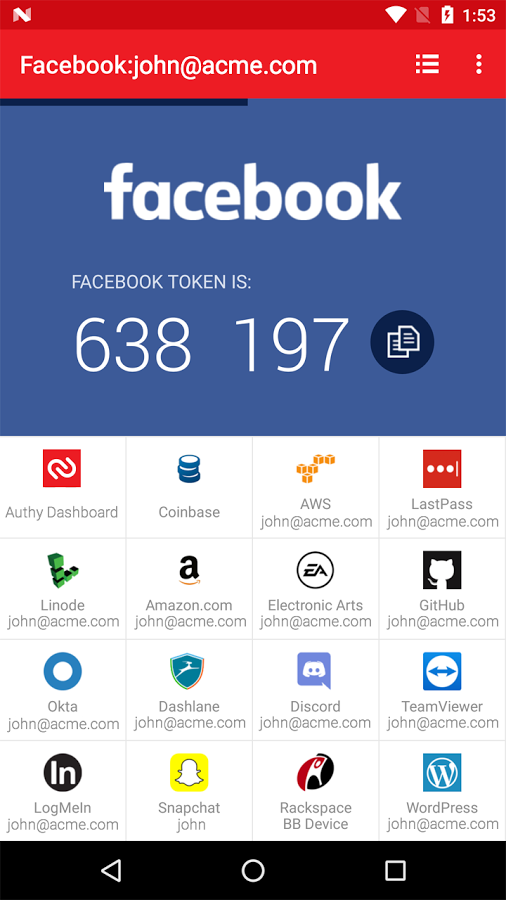 1:53
Facebook:john@acme.com
facebook
FACEBOOK TOKEN IS:
638 197
Authy Dashboard
Coinbase
AWS
john@acme.com
LastPass
john@acme.com
Linode
john@acme.com
a
Amazon.com
john@acme.com
EA
Electronic Arts
john@acme.com
GitHub
john@acme.com
Okta
john@acme.com
Dashlane
john@acme.com
Discord
john@acme.com
TeamViewer
john@acme.com
In
LogMeIn
john@acme.com
Snapchat
john
Rackspace
BB Device
W
WordPress
john@acme.com